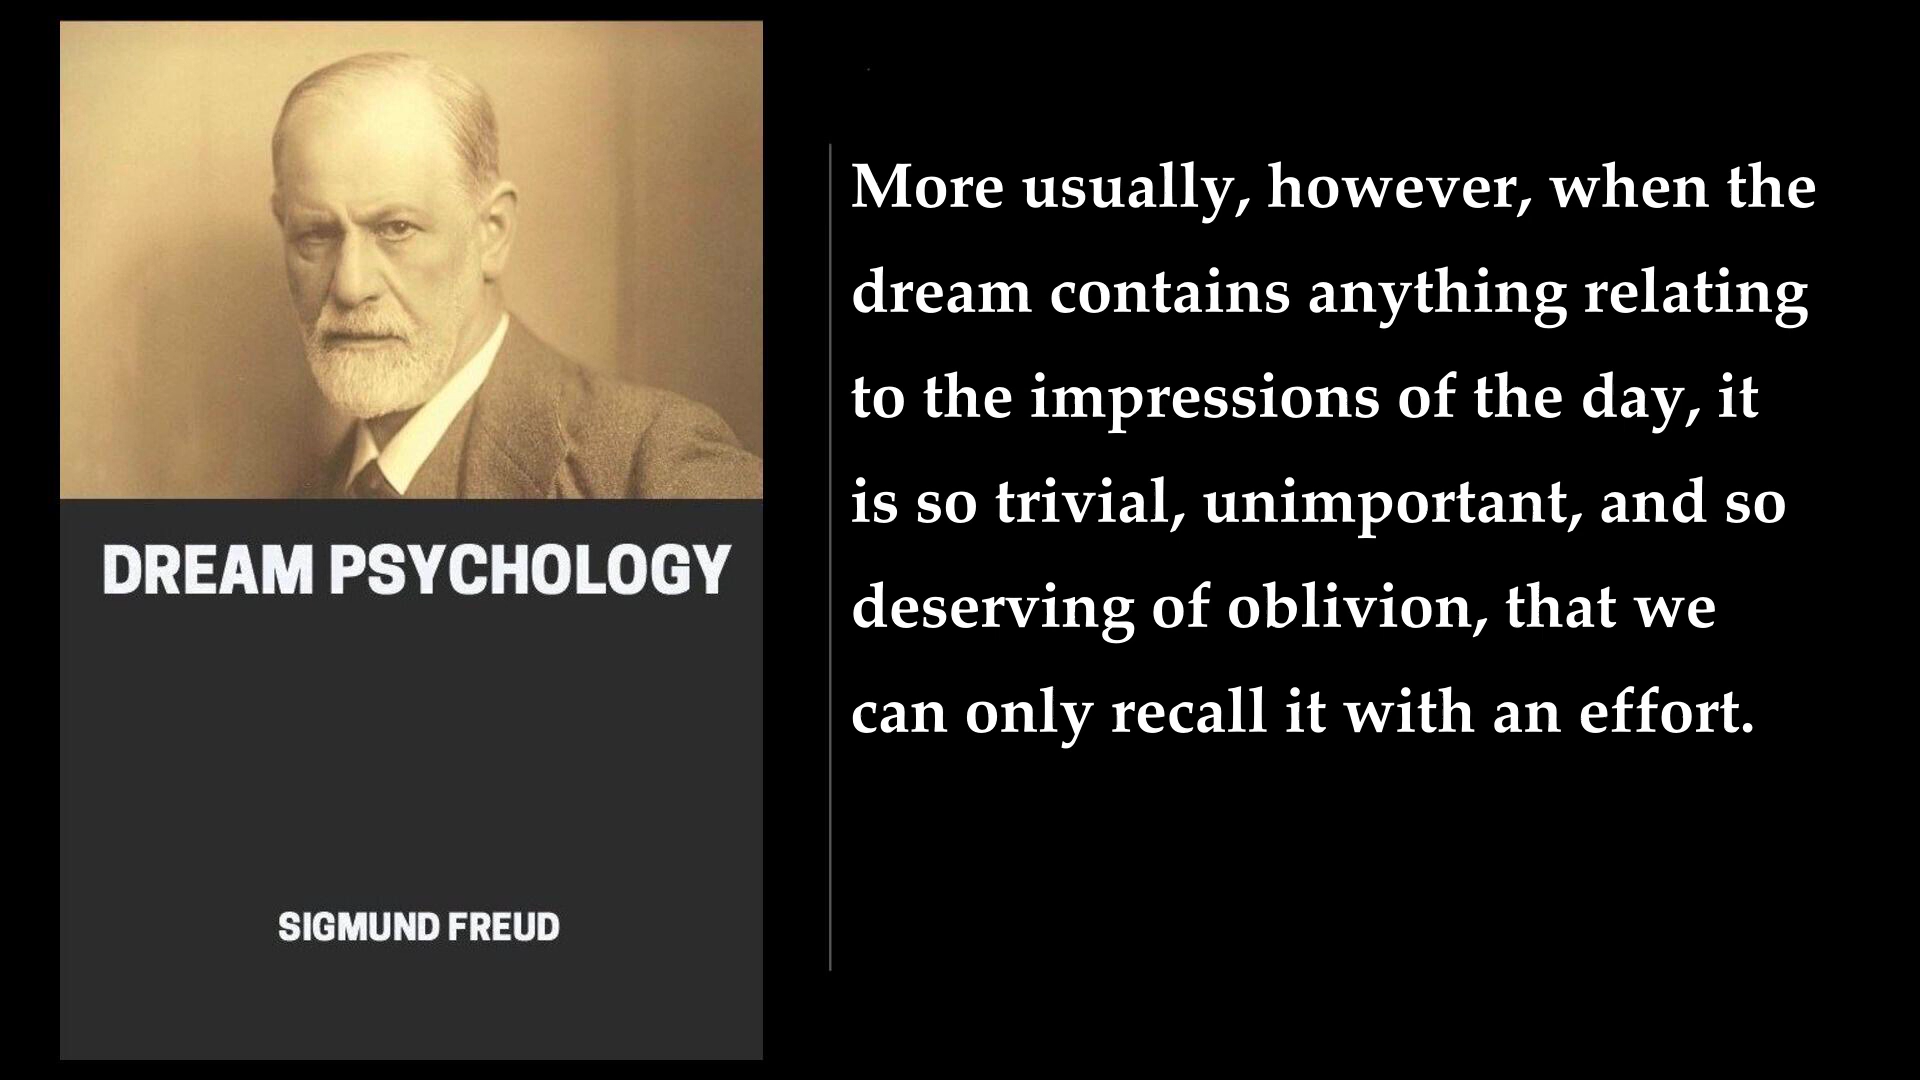 DREAM PSYCHOLOGY
SIGMUND FREUD
More usually, however, when the
dream contains anything relating
to the impressions of the day, it
is so trivial, unimportant, and so
deserving of oblivion, that we
can only recall it with an effort.